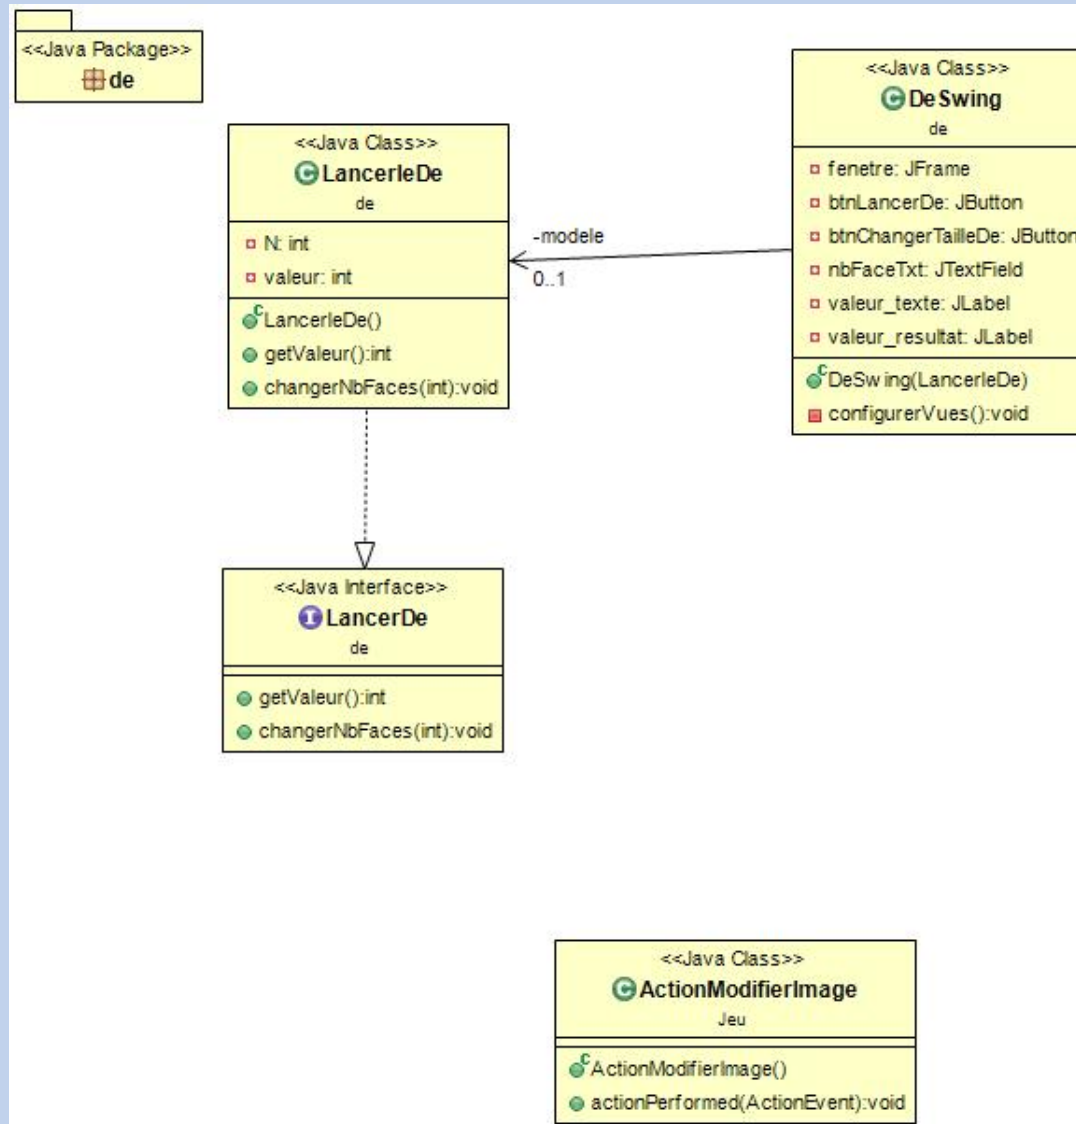 <<Java Package>>
de
<<Java Class>>
LancerleDe
de
N: int
valeur: int
LancerleDe()
getValeur():int
changerNbFaces(int):void
-modele
0..1
<<Java Class>>
DeSwing
de
fenetre: JFrame
btnLancerDe: JButton
btnChangerTailleDe: JButton
nbFaceTxt: JTextField
valeur_texte: JLabel
valeur_resultat: JLabel
DeSwing(LancerleDe)
configurerVues():void
<<Java Interface>>
LancerDe
de
getValeur():int
changerNbFaces(int):void
<<Java Class>>
ActionModifierImage
Jeu
ActionModifierImage()
actionPerformed(ActionEvent):void